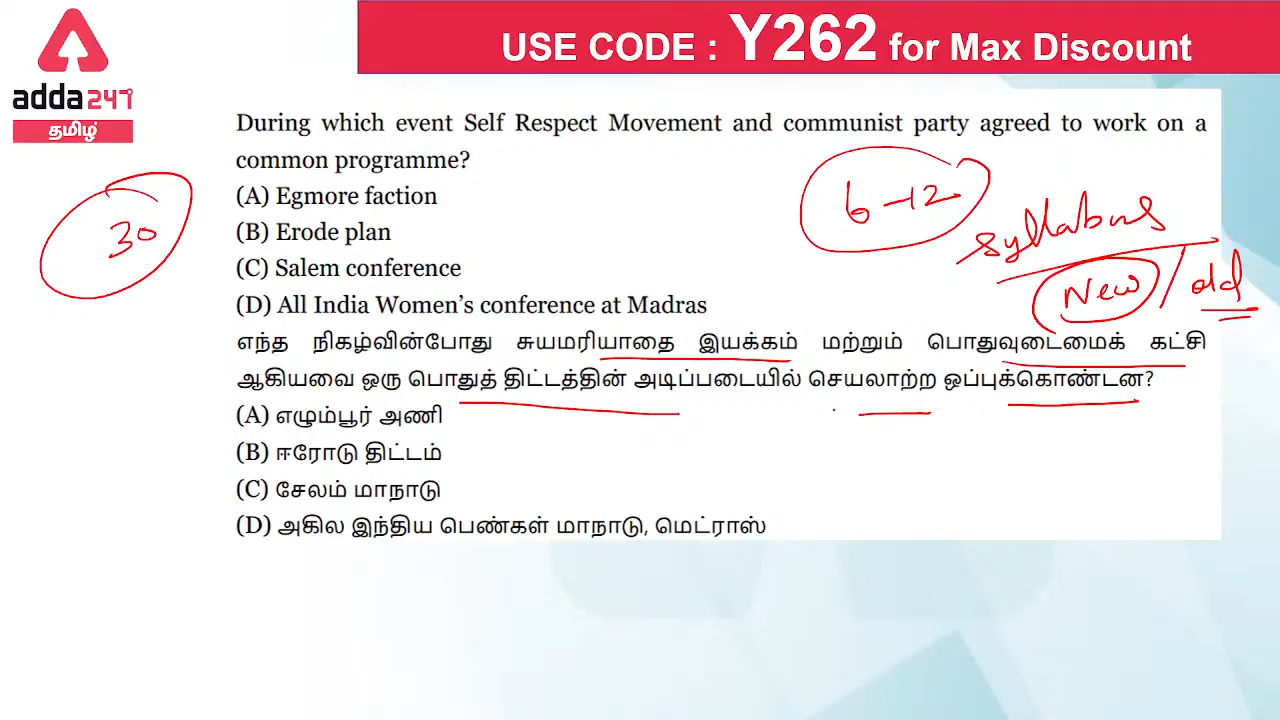 USE CODE : Y262 for Max Discount
adda247
தமிழ்
During which event Self Respect Movement and communist party agreed to work on a
common programme?
(A) Egmore faction
(B) Erode plan
(C) Salem conference
(D) All India Women's conference at Madras
எந்த நிகழ்வின்போது சுயமரியாதை இயக்கம் மற்றும் பொதுவுடைமைக் கட்சி
ஆகியவை ஒரு பொதுத் திட்டத்தின் அடிப்படையில் செயலாற்ற ஒப்புக்கொண்டன?
(A) எழும்பூர் அணி
(B) ஈரோடு திட்டம்
(C) சேலம் மாநாடு
(D) அகில இந்திய பெண்கள் மாநாடு, மெட்ராஸ்
30
6-12
syllabus
New / old